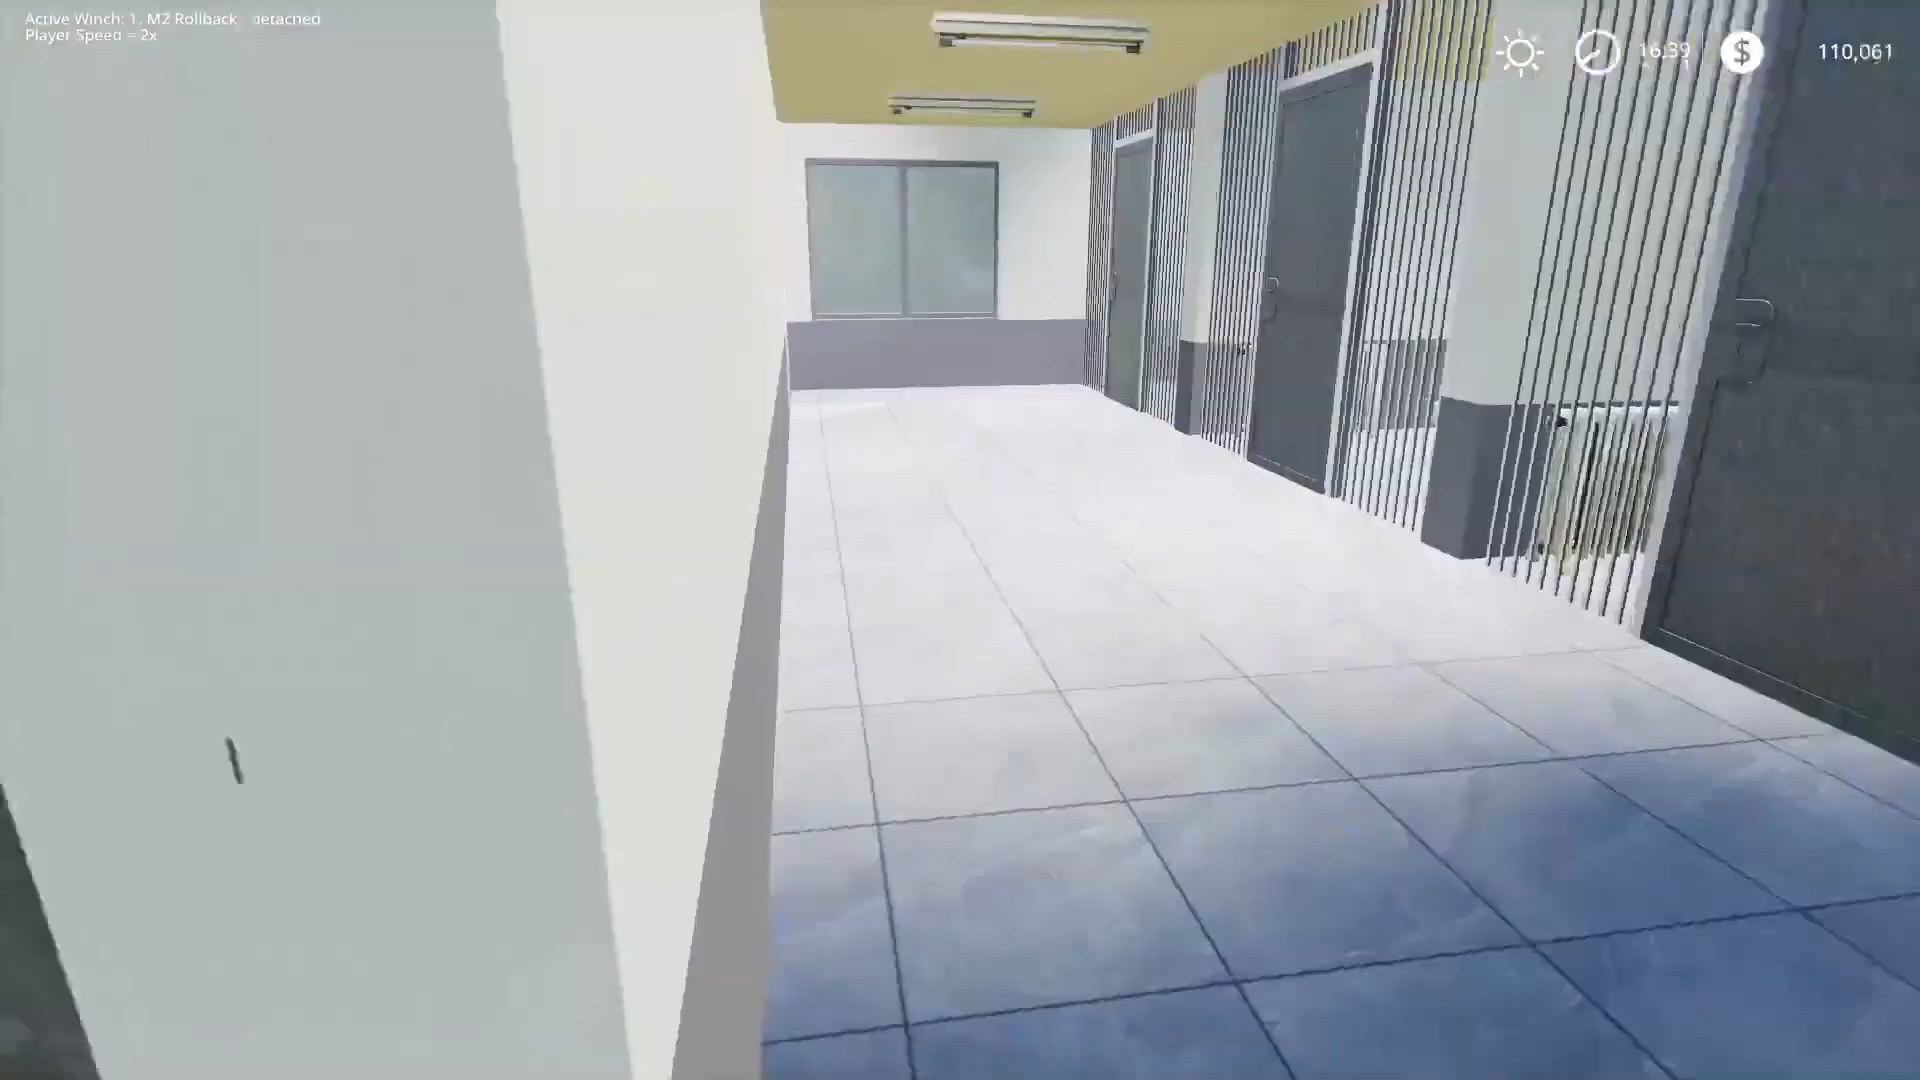 Active Winch: 1. M2 Rollback detached
Player Speed = 2x
16:39
$
110,061